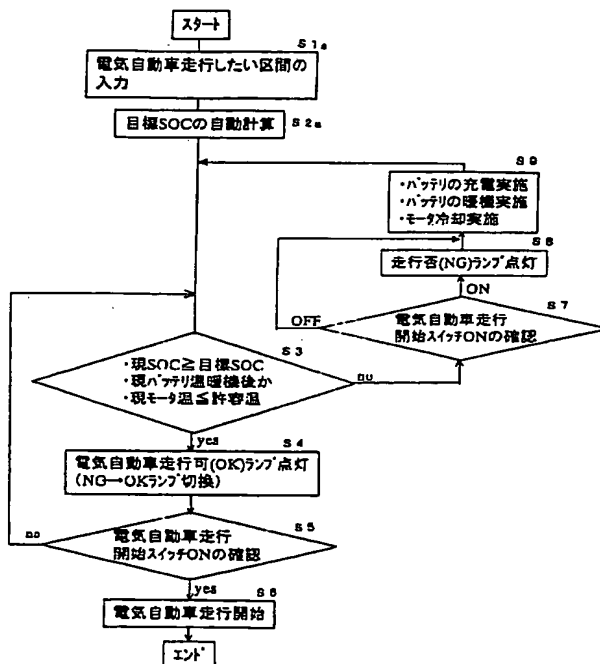 スタート
S1a
電気自動車走行したい区間の
入力
目標SOCの自動計算
S2a
S9
・バッテリの充電実施
・バッテリの暖機実施
・モータ冷却実施
S8
走行否(NG)ランプ点灯
ON
S7
OFF
電気自動車走行
開始スイッチONの確認
S3
・現SOC≧目標SOC
・現バッテリ温暖機後か
・現モータ温≦許容温
no
yes
S4
電気自動車走行可(OK)ランプ点灯
(NG→OKランプ切換)
S5
no
電気自動車走行
開始スイッチONの確認
yes
S6
電気自動車走行開始
エンド